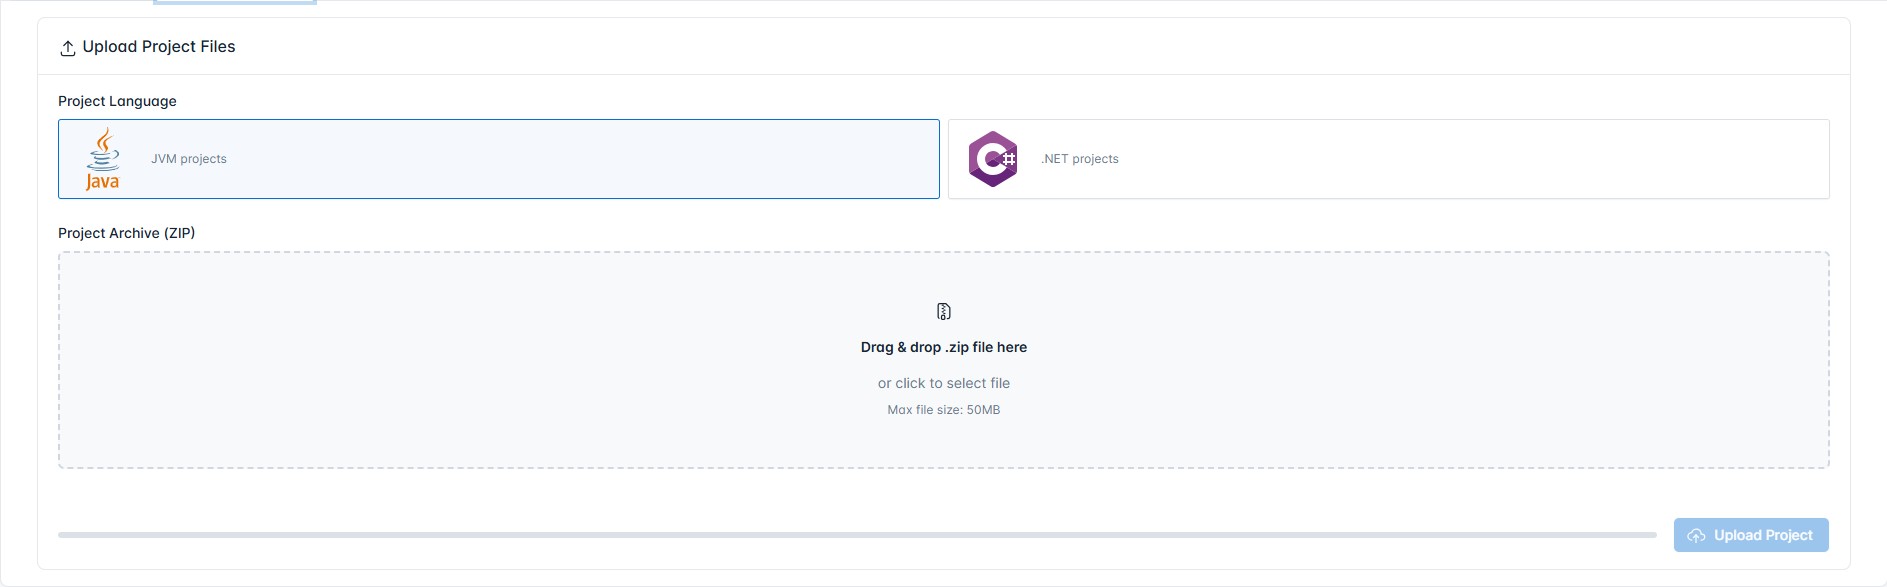 Upload Project Files
Project Language
Java
JVM projects
C#
.NET projects
Project Archive (ZIP)
Drag & drop .zip file here
or click to select file
Max file size: 50MB
Upload Project